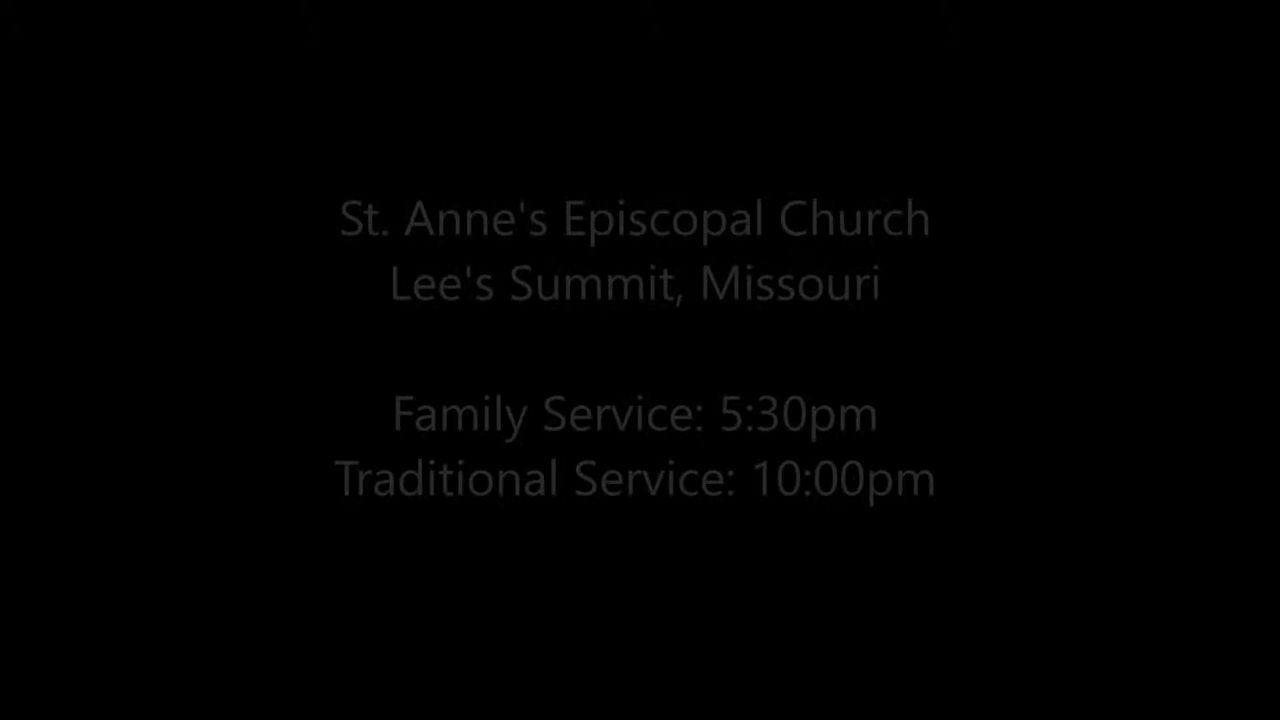 St. Anne's Episcopal Church
Lee's Summit, Missouri
Family Service: 5:30pm
Traditional Service: 10:00pm